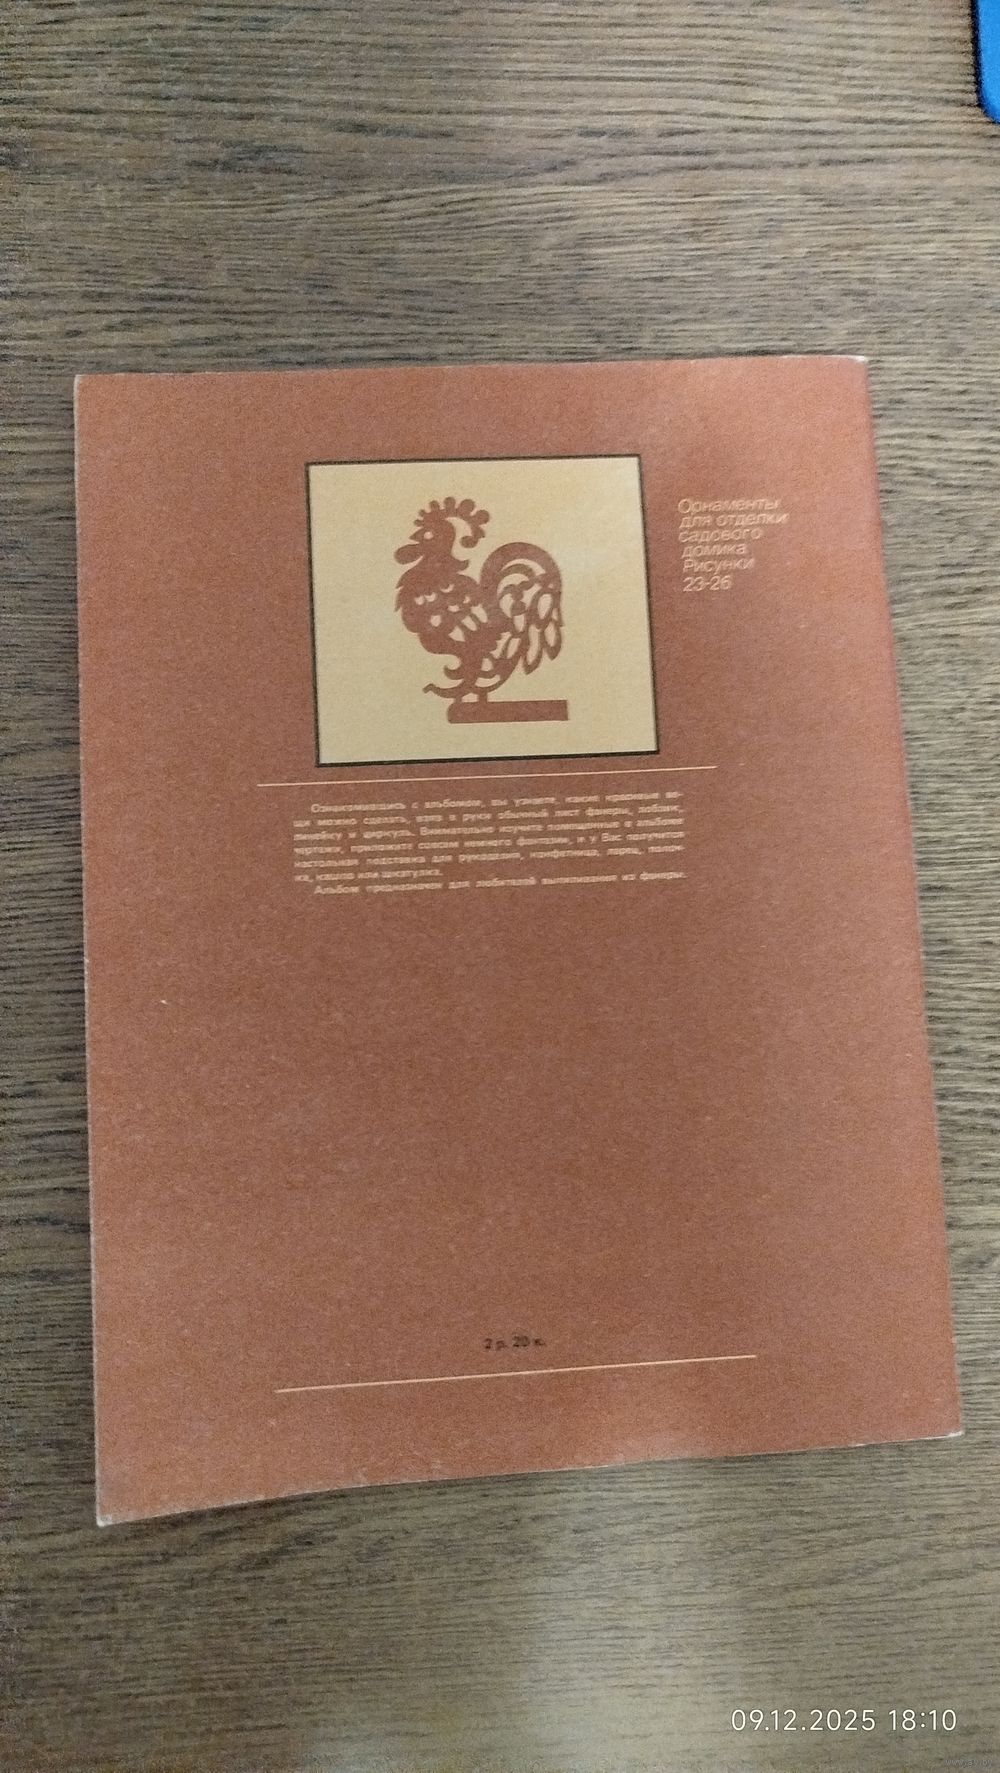 Орнаменты
для отделки
садового
домика
Рисунки
23-26
Ознакомившись с альбомом, вы узнаете, какие красивые ве-
щи можно сделать, взяв в руки обычный лист фанеры, лобзик,
линейку и циркуль. Внимательно изучите помещенные в альбоме
чертежи, приложите совсем немного фантазии, и у Вас получится
настольная подставка для рукоделия, конфетница, ларец, полоч-
ка, кашпо или шкатулка.
Альбом предназначен для любителей выпиливания из фанеры.
2 р. 20 к.
09.12.2025 18:10